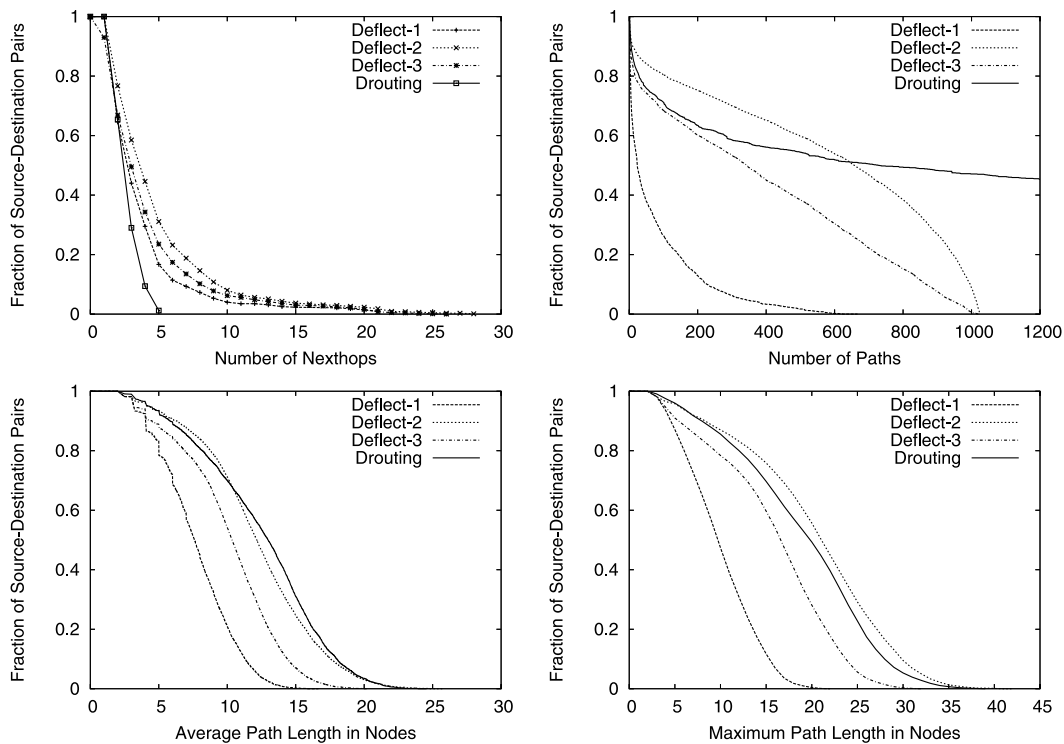 Deflect-1
Deflect-2
Deflect-3
Drouting
1
0.8
0.6
0.4
0.2
0
0 5 10 15 20 25 30
Fraction of Source-Destination Pairs
Number of Nexthops
Deflect-1
Deflect-2
Deflect-3
Drouting
1
0.8
0.6
0.4
0.2
0
0 200 400 600 800 1000 1200
Fraction of Source-Destination Pairs
Number of Paths
Deflect-1
Deflect-2
Deflect-3
Drouting
1
0.8
0.6
0.4
0.2
0
0 5 10 15 20 25 30
Fraction of Source-Destination Pairs
Average Path Length in Nodes
Deflect-1
Deflect-2
Deflect-3
Drouting
1
0.8
0.6
0.4
0.2
0
0 5 10 15 20 25 30 35 40 45
Fraction of Source-Destination Pairs
Maximum Path Length in Nodes